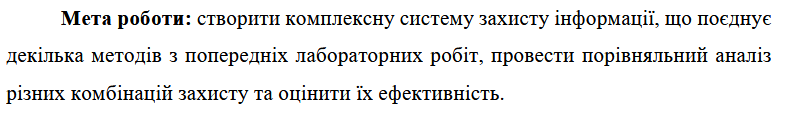 Мета роботи: створити комплексну систему захисту інформації, що поєднує
декілька методів з попередніх лабораторних робіт, провести порівняльний аналіз
різних комбінацій захисту та оцінити їх ефективність.